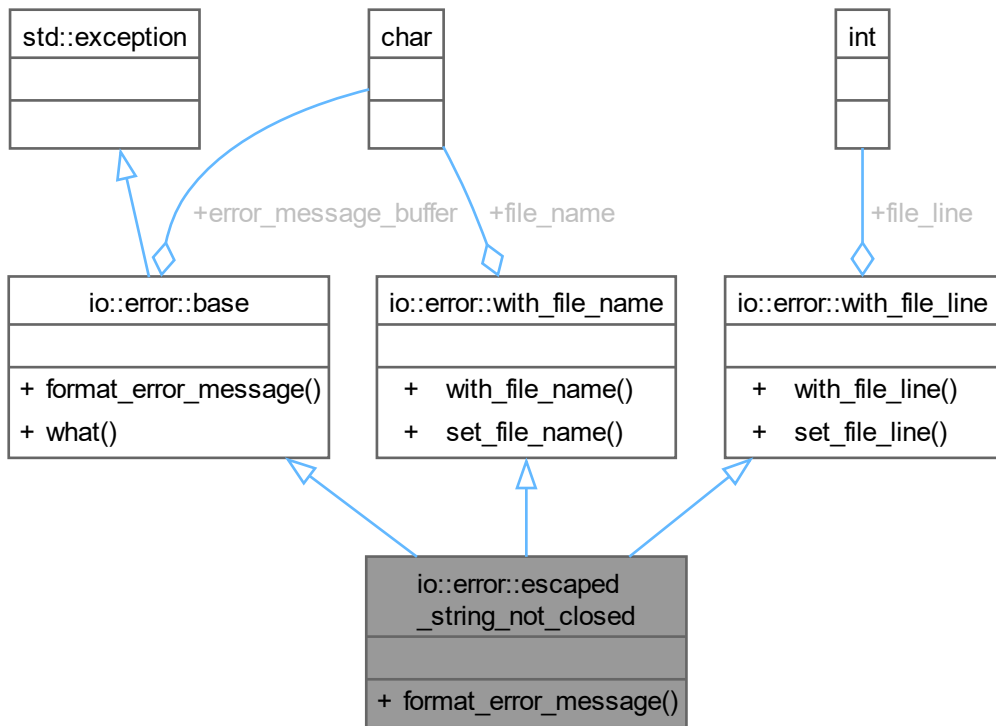 std::exception
char
int
+error_message_buffer
+file_name
+file_line
io::error::base
+ format_error_message()
+ what()
io::error::with_file_name
+ with_file_name()
+ set_file_name()
io::error::with_file_line
+ with_file_line()
+ set_file_line()
io::error::escaped
_string_not_closed
+ format_error_message()